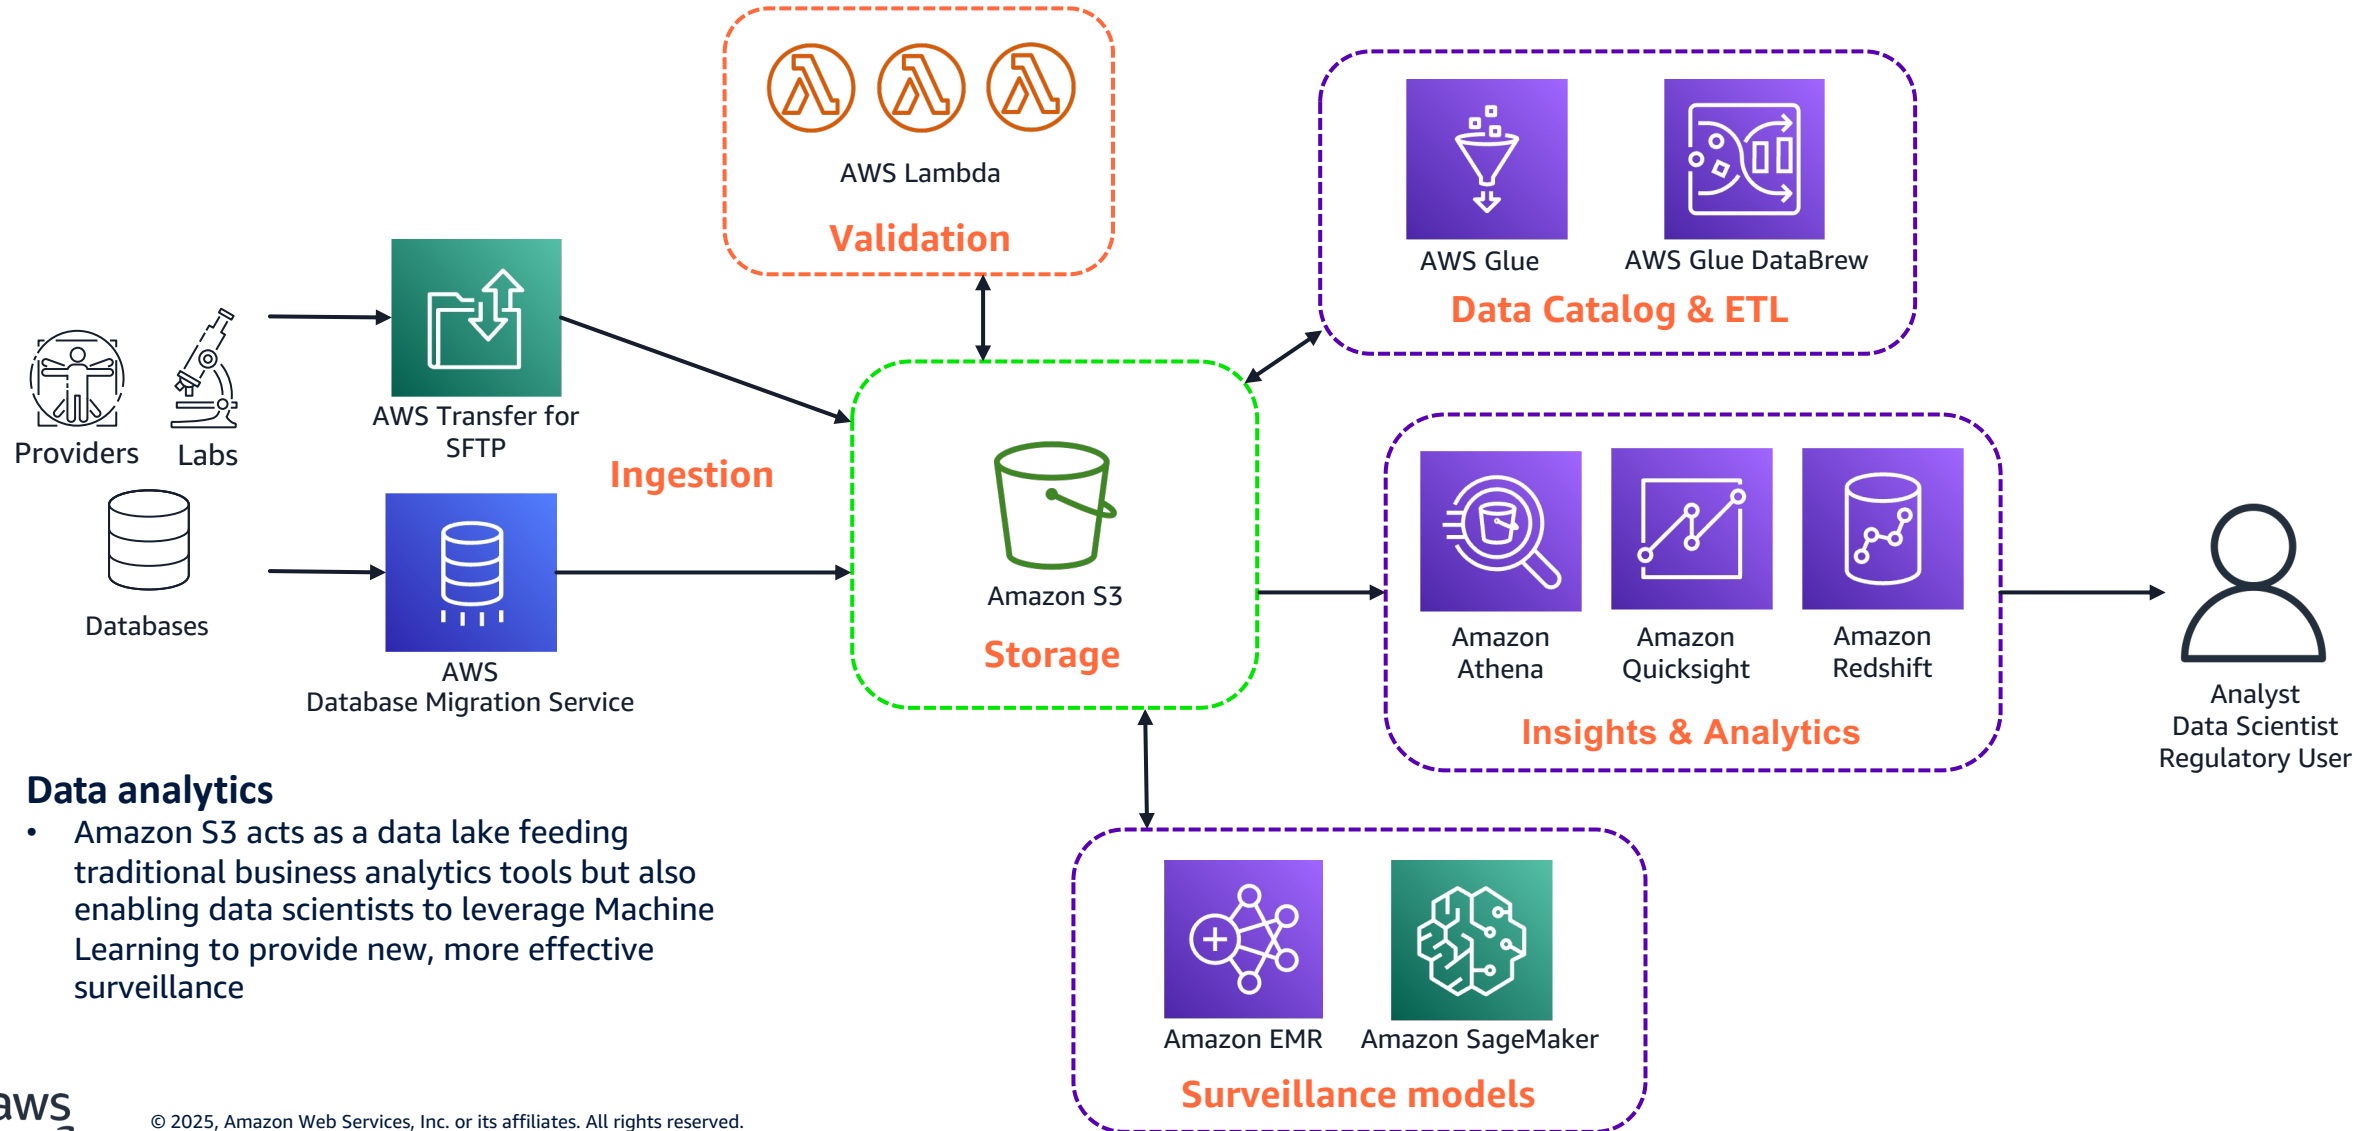 AWS Lambda
Validation
AWS Glue
AWS Glue DataBrew
Data Catalog & ETL
Providers
Labs
AWS Transfer for
SFTP
Ingestion
Databases
AWS
Database Migration Service
Amazon S3
Storage
Amazon
Athena
Amazon
Quicksight
Amazon
Redshift
Insights & Analytics
Analyst
Data Scientist
Regulatory User
Data analytics
• Amazon S3 acts as a data lake feeding
traditional business analytics tools but also
enabling data scientists to leverage Machine
Learning to provide new, more effective
surveillance
Amazon EMR
Amazon SageMaker
Surveillance models
aws
© 2025, Amazon Web Services, Inc. or its affiliates. All rights reserved.